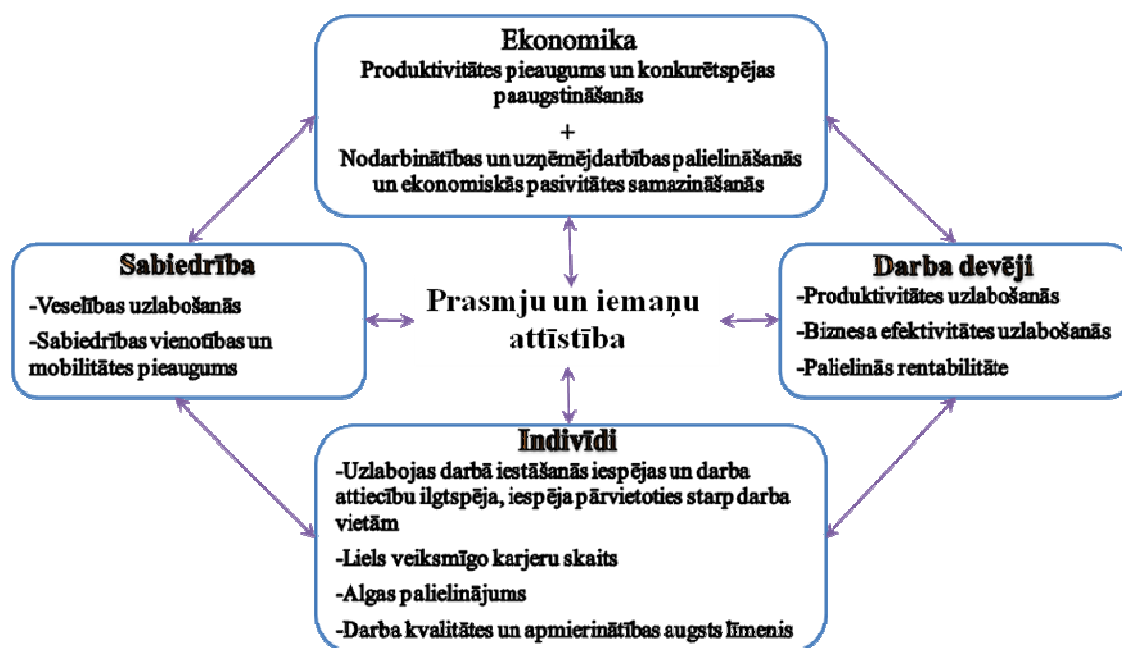 Ekonomika
Produktivitātes pieaugums un konkurētspējas
paaugstināšanās
+
Nodarbinātības un uzņēmējdarbības palielināšanās
un ekonomiskās pasivitātes samazināšanās
Sabiedrība
-Veselības uzlabošanās
-Sabiedrības vienotības un
mobilitātes pieaugums
Prasmju un iemaņu
attīstība
Darba devēji
-Produktivitātes uzlabošanās
-Biznesa efektivitātes uzlabošanās
-Palielinās rentabilitāte
Indivīdi
-Uzlabojas darbā iestāšanās iespējas un darba
attiecību ilgtspēja, iespēja pārvietoties starp darba
vietām
-Liels veiksmīgo karjeru skaits
-Algas palielinājums
-Darba kvalitātes un apmierinātības augsts līmenis